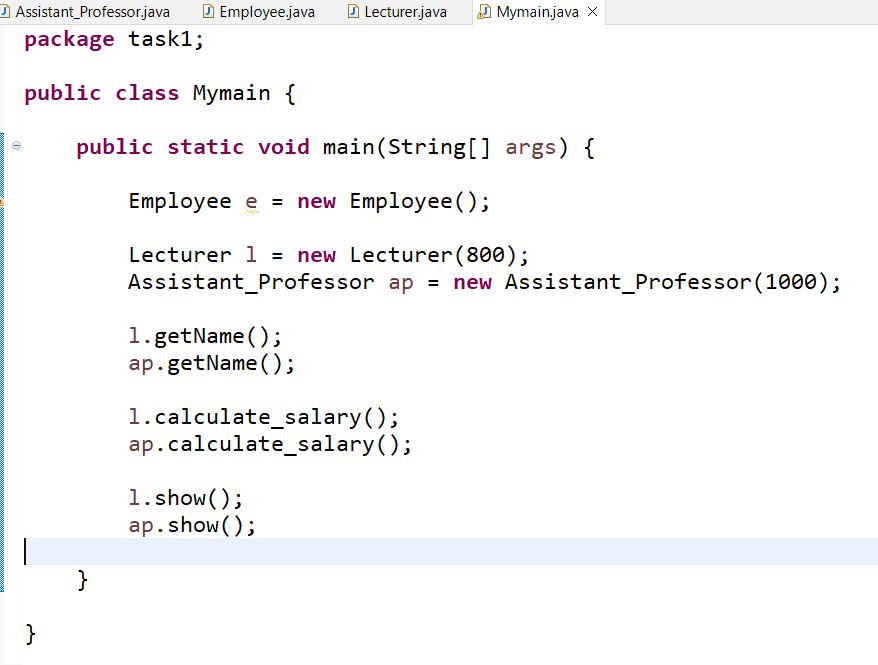 Assistant_Professor.java Employee.java Lecturer.java Mymain.java
package task1;
public class Mymain {
public static void main(String[] args) {
Employee e = new Employee();
Lecturer l = new Lecturer(800);
Assistant_Professor ap = new Assistant_Professor(1000);
l.getName();
ap.getName();
l.calculate_salary();
ap.calculate_salary();
l.show();
ap.show();
}
}